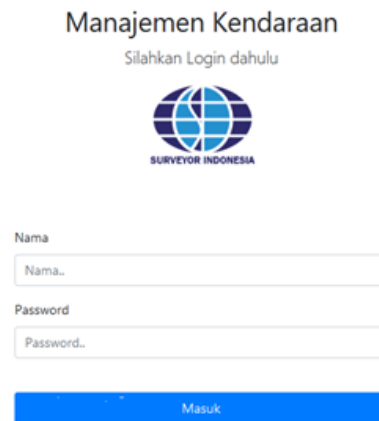 Manajemen Kendaraan
Silahkan Login dahulu
SURVEYOR INDONESIA
Nama
Nama..
Password
Password..
Masuk